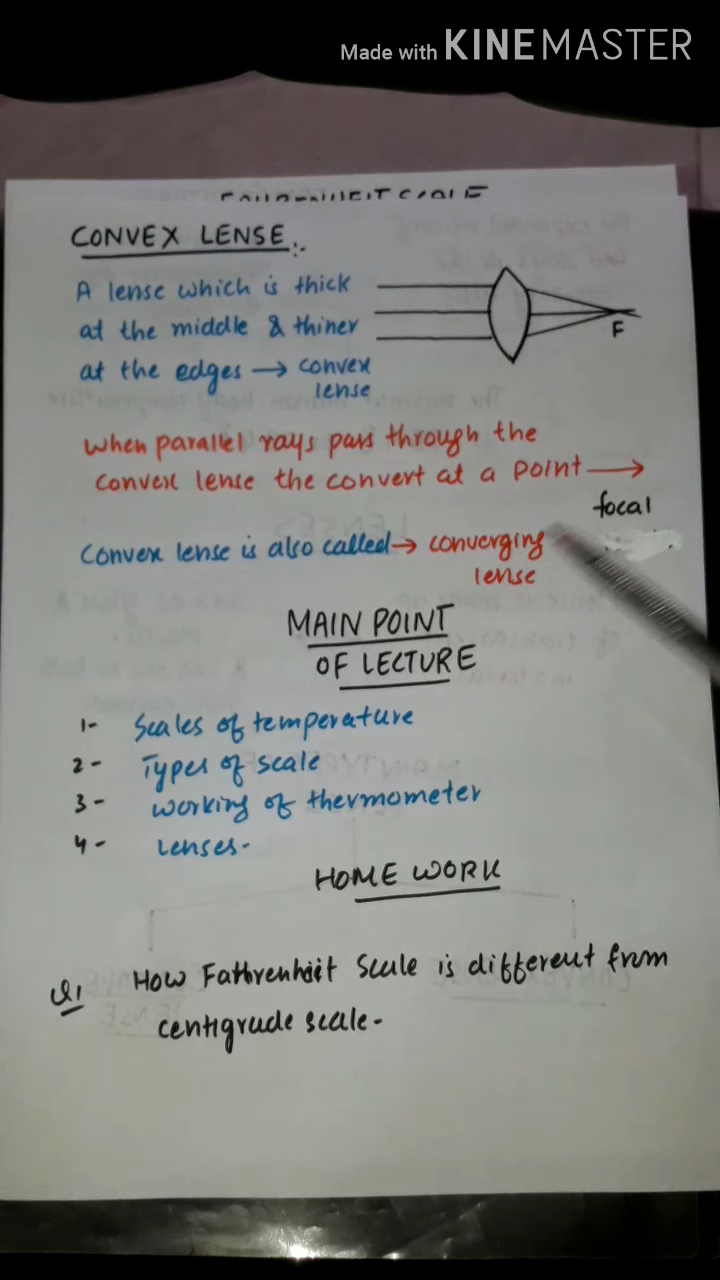 Made with KINEMASTER
CONVEX LENSE:.
A lense which is thick
at the middle & thiner
at the edges → convex
lense
F
when parallel rays pass through the
convex lense the convert at a point →
focal
Convex lense is also called → converging
lense
MAIN POINT
OF LECTURE
1- Scales of temperature
2- Types of scale
3- working of thermometer
4- lenses.
HOME WORK
Q1 How Fathrenheit Scale is different from
centigrade scale.